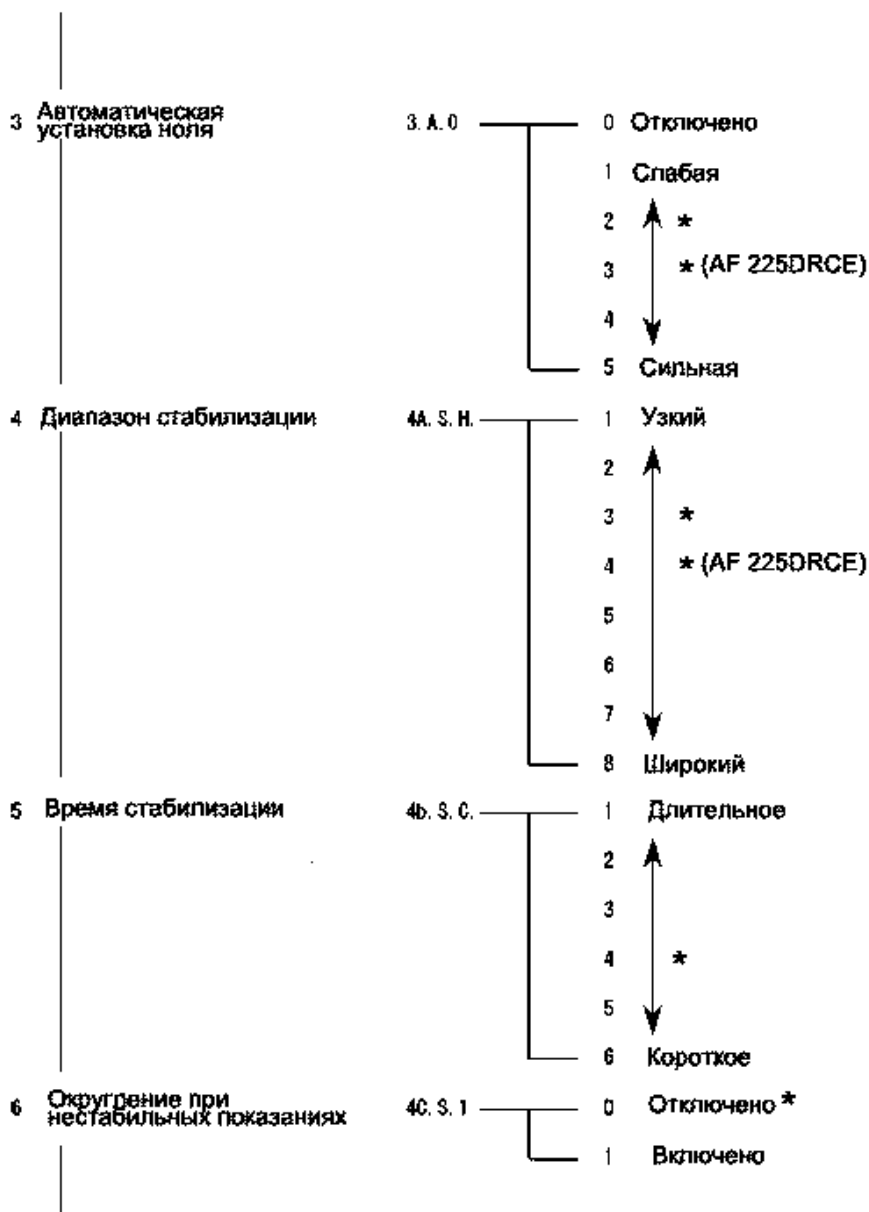 3 Автоматическая
установка ноля 3. A. 0 0 Отключено
1 Слабая
2 *
3 * (AF 225DRCE)
4
5 Сильная
4 Диапазон стабилизации 4A. S. H. 1 Узкий
2
3 *
4 * (AF 225DRCE)
5
6
7
8 Широкий
5 Время стабилизации 4b. S. C. 1 Длительное
2
3
4 *
5
6 Короткое
6 Округление при
нестабильных показаниях 4C. S. 1 0 Отключено *
1 Включено